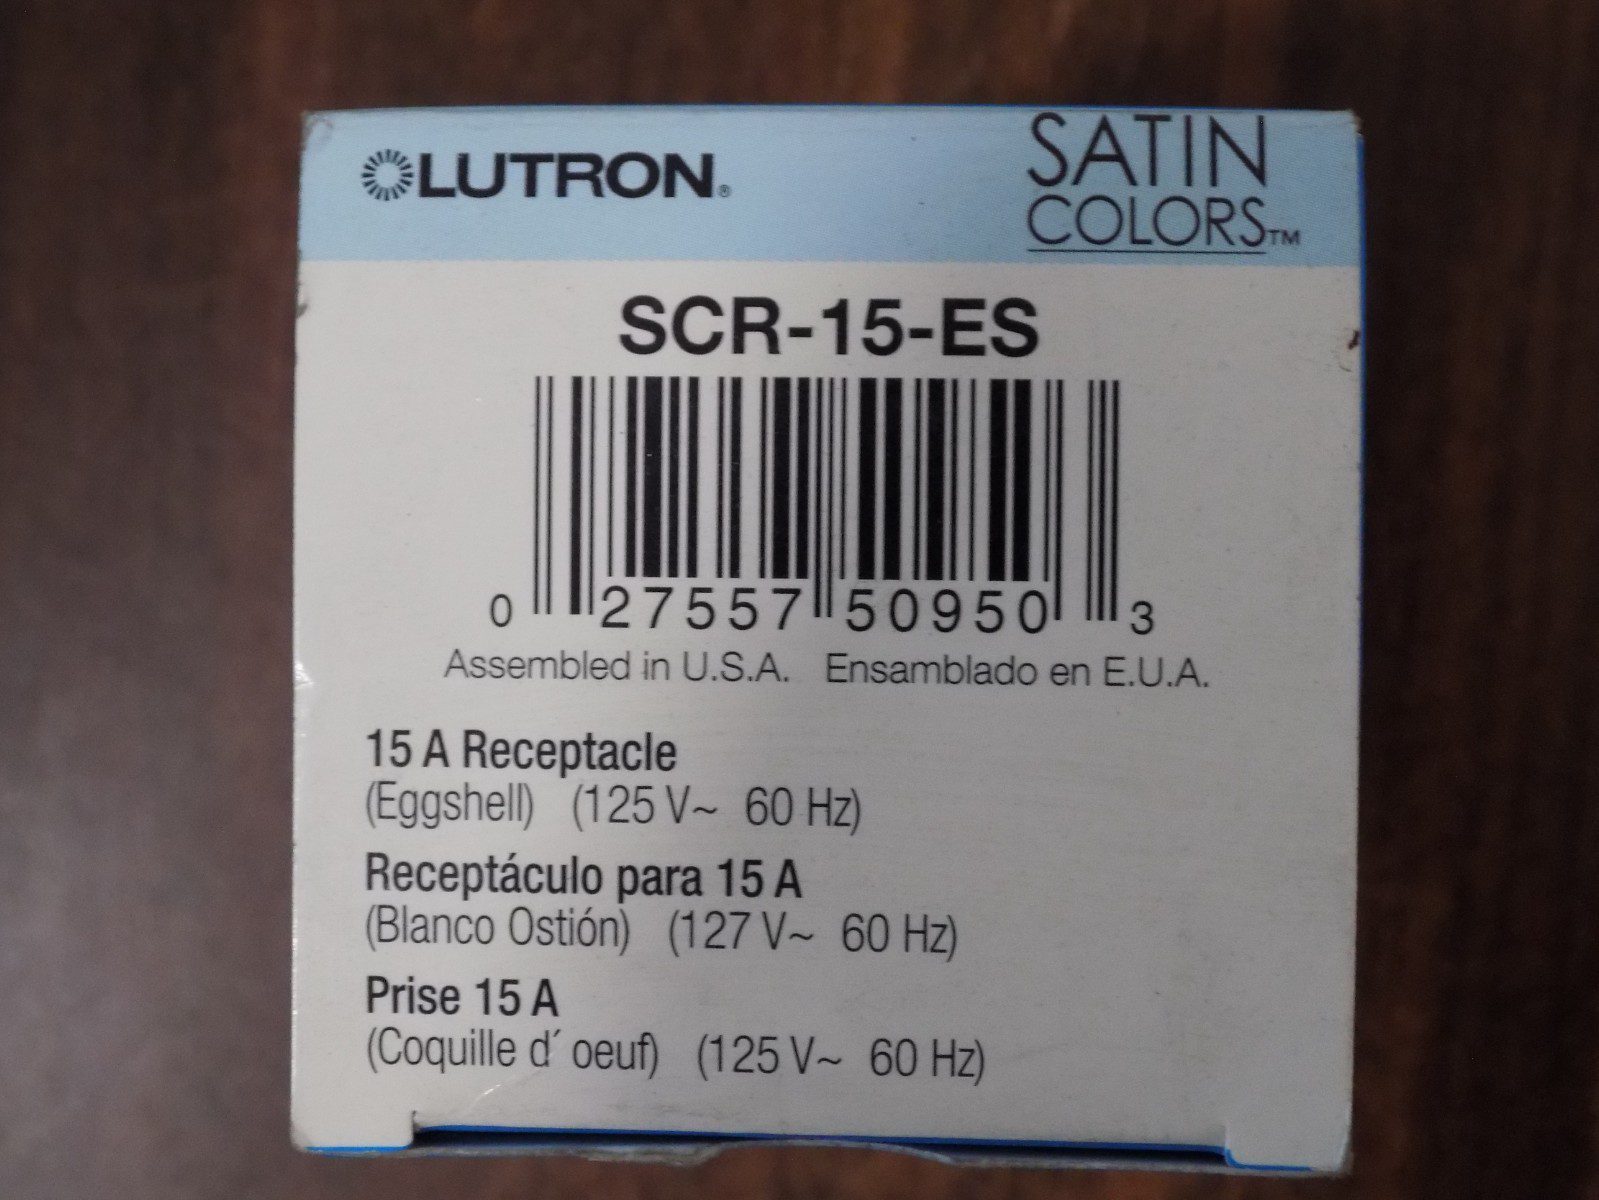 LUTRON®
SATIN
COLORS™
SCR-15-ES
0 27557 50950 3
Assembled in U.S.A. Ensamblado en E.U.A.
15 A Receptacle
(Eggshell) (125 V~ 60 Hz)
Receptáculo para 15 A
(Blanco Ostión) (127 V~ 60 Hz)
Prise 15 A
(Coquille d´ oeuf) (125 V~ 60 Hz)